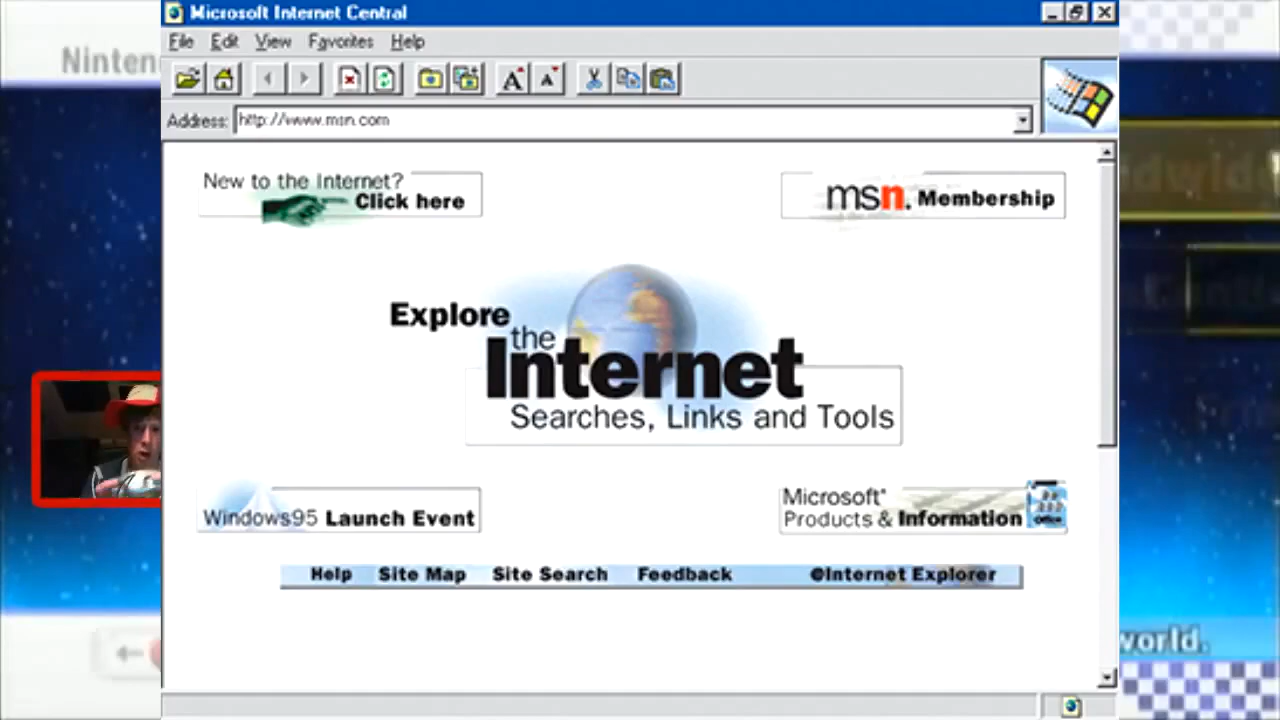 Microsoft Internet Central
File Edit View Favorites Help
Address: http://www.msn.com
New to the Internet?
Click here
msn. Membership
Explore
the
Internet
Searches, Links and Tools
Windows95 Launch Event
Microsoft®
Products & Information
Office
Help Site Map Site Search Feedback @Internet Explorer
Ninten
world.